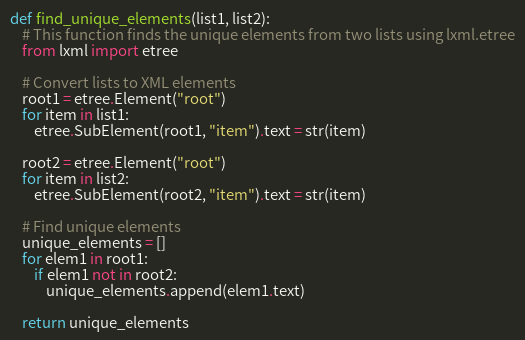 def find_unique_elements(list1, list2):
    # This function finds the unique elements from two lists using lxml.etree
    from lxml import etree

    # Convert lists to XML elements
    root1 = etree.Element("root")
    for item in list1:
        etree.SubElement(root1, "item").text = str(item)

    root2 = etree.Element("root")
    for item in list2:
        etree.SubElement(root2, "item").text = str(item)

    # Find unique elements
    unique_elements = []
    for elem1 in root1:
        if elem1 not in root2:
            unique_elements.append(elem1.text)

    return unique_elements